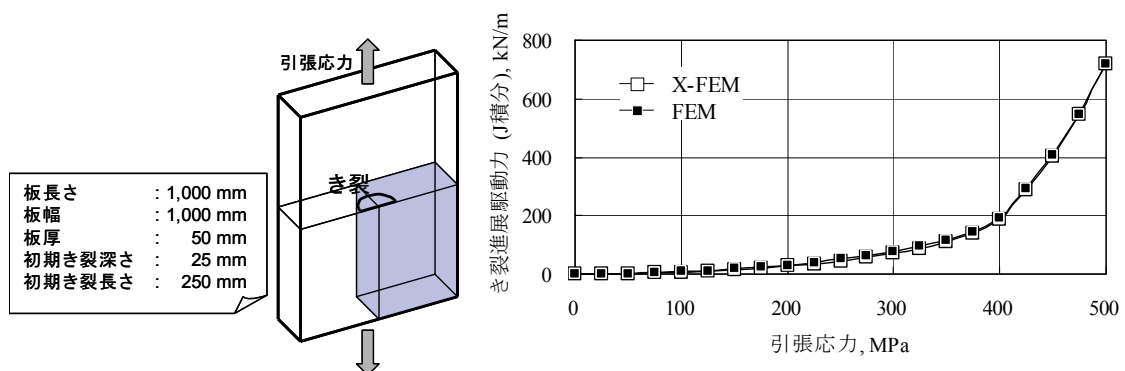 引張応力
き裂
板長さ : 1,000 mm
板幅 : 1,000 mm
板厚 : 50 mm
初期き裂深さ : 25 mm
初期き裂長さ : 250 mm
き裂進展駆動力 (J積分), kN/m
800
600
400
200
0
X-FEM
FEM
0 100 200 300 400 500
引張応力, MPa